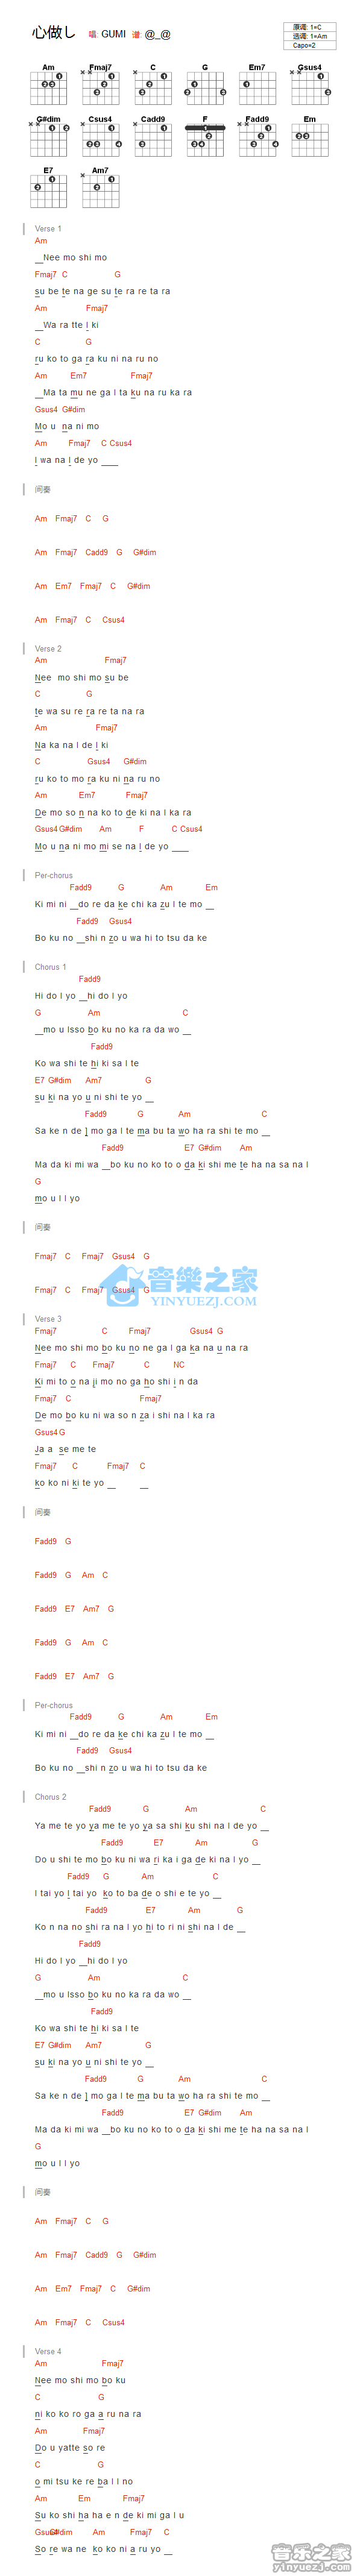 心做し 唱: GUMI 谱: @_@
原调: 1=C
选调: 1=Am
Capo=2
Am Fmaj7 C G Em7 Gsus4
G#dim Csus4 Cadd9 F Fadd9 Em
E7 Am7
Verse 1
Am
__Nee mo shi mo
Fmaj7 C G
su be te na ge su te ra re ta ra
Am Fmaj7
__Wa ra tte I ki
C G
ru ko to ga ra ku ni na ru no
Am Em7 Fmaj7
__Ma ta mu ne ga I ta ku na ru ka ra
Gsus4 G#dim
Mo u na ni mo
Am Fmaj7 C Csus4
I wa na I de yo ___
间奏
Am Fmaj7 C G
Am Fmaj7 Cadd9 G G#dim
Am Em7 Fmaj7 C G#dim
Am Fmaj7 C Csus4
Verse 2
Am Fmaj7
Nee mo shi mo su be
C G
te wa su re ra re ta na ra
Am Fmaj7
Na ka na I de I ki
C Gsus4 G#dim
ru ko to mo ra ku ni na ru no
Am Em7 Fmaj7
De mo so n na ko to de ki na I ka ra
Gsus4 G#dim Am F C Csus4
Mo u na ni mo mi se na i de yo ___
Per-chorus
Fadd9 G Am Em
Ki mi ni __do re da ke chi ka zu I te mo __
Fadd9 Gsus4
Bo ku no __shi n zo u wa hi to tsu da ke
Chorus 1
Fadd9
Hi do I yo __hi do I yo
G Am C
__mo u Isso bo ku no ka ra da wo __
Fadd9
Ko wa shi te hi ki sa I te
E7 G#dim Am7 G
su ki na yo u ni shi te yo __
Fadd9 G Am C
Sa ke n de I mo ga I te ma bu ta wo ha ra shi te mo __
Fadd9 E7 G#dim Am
Ma da ki mi wa __bo ku no ko to o da ki shi me te ha na sa na I
G
mo u I I yo
间奏
Fmaj7 C Fmaj7 Gsus4 G
Fmaj7 C Fmaj7 Gsus4 G
音樂之家
YINYUEZJ.COM
Verse 3
Fmaj7 C Fmaj7 Gsus4 G
Nee mo shi mo bo ku no ne ga I ga ka na u na ra
Fmaj7 C Fmaj7 C NC
Ki mi to o na ji mo no ga ho shi i n da
Fmaj7 C Fmaj7
De mo bo ku ni wa so n za i shi na I ka ra
Gsus4 G
Ja a se me te
Fmaj7 C Fmaj7 C
ko ko ni ki te yo __ __
间奏
Fadd9 G
Fadd9 G Am C
Fadd9 E7 Am7 G
Fadd9 G Am C
Fadd9 E7 Am7 G
Per-chorus
Fadd9 G Am Em
Ki mi ni __do re da ke chi ka zu I te mo __
Fadd9 Gsus4
Bo ku no __shi n zo u wa hi to tsu da ke
Chorus 2
Fadd9 G Am C
Ya me te yo ya me te yo ya sa shi ku shi na I de yo __
Fadd9 E7 Am G
Do u shi te mo bo ku ni wa ri ka i ga de ki na I yo __
Fadd9 G Am C
I tai yo I tai yo ko to ba de o shi e te yo __
Fadd9 E7 Am G
Ko n na no shi ra na I yo hi to ri ni shi na I de __
Fadd9
Hi do I yo __hi do I yo
G Am C
__mo u Isso bo ku no ka ra da wo __
Fadd9
Ko wa shi te hi ki sa I te
E7 G#dim Am7 G
su ki na yo u ni shi te yo __
Fadd9 G Am C
Sa ke n de I mo ga I te ma bu ta wo ha ra shi te mo __
Fadd9 E7 G#dim Am
Ma da ki mi wa __bo ku no ko to o da ki shi me te ha na sa na I
G
mo u I I yo
间奏
Am Fmaj7 C G
Am Fmaj7 Cadd9 G G#dim
Am Em7 Fmaj7 C G#dim
Am Fmaj7 C Csus4
Verse 4
Am Fmaj7
Nee mo shi mo bo ku
C G
ni ko ko ro ga a ru na ra
Am Fmaj7
Do u yatte so re
C G
o mi tsu ke re ba I I no
Am Em Fmaj7
Su ko shi ha ha e n de ki mi ga I u
Gsus4 G#dim Am Fmaj7 C
So re wa ne ko ko ni a ru yo __
音乐之家
yinyuezj.com